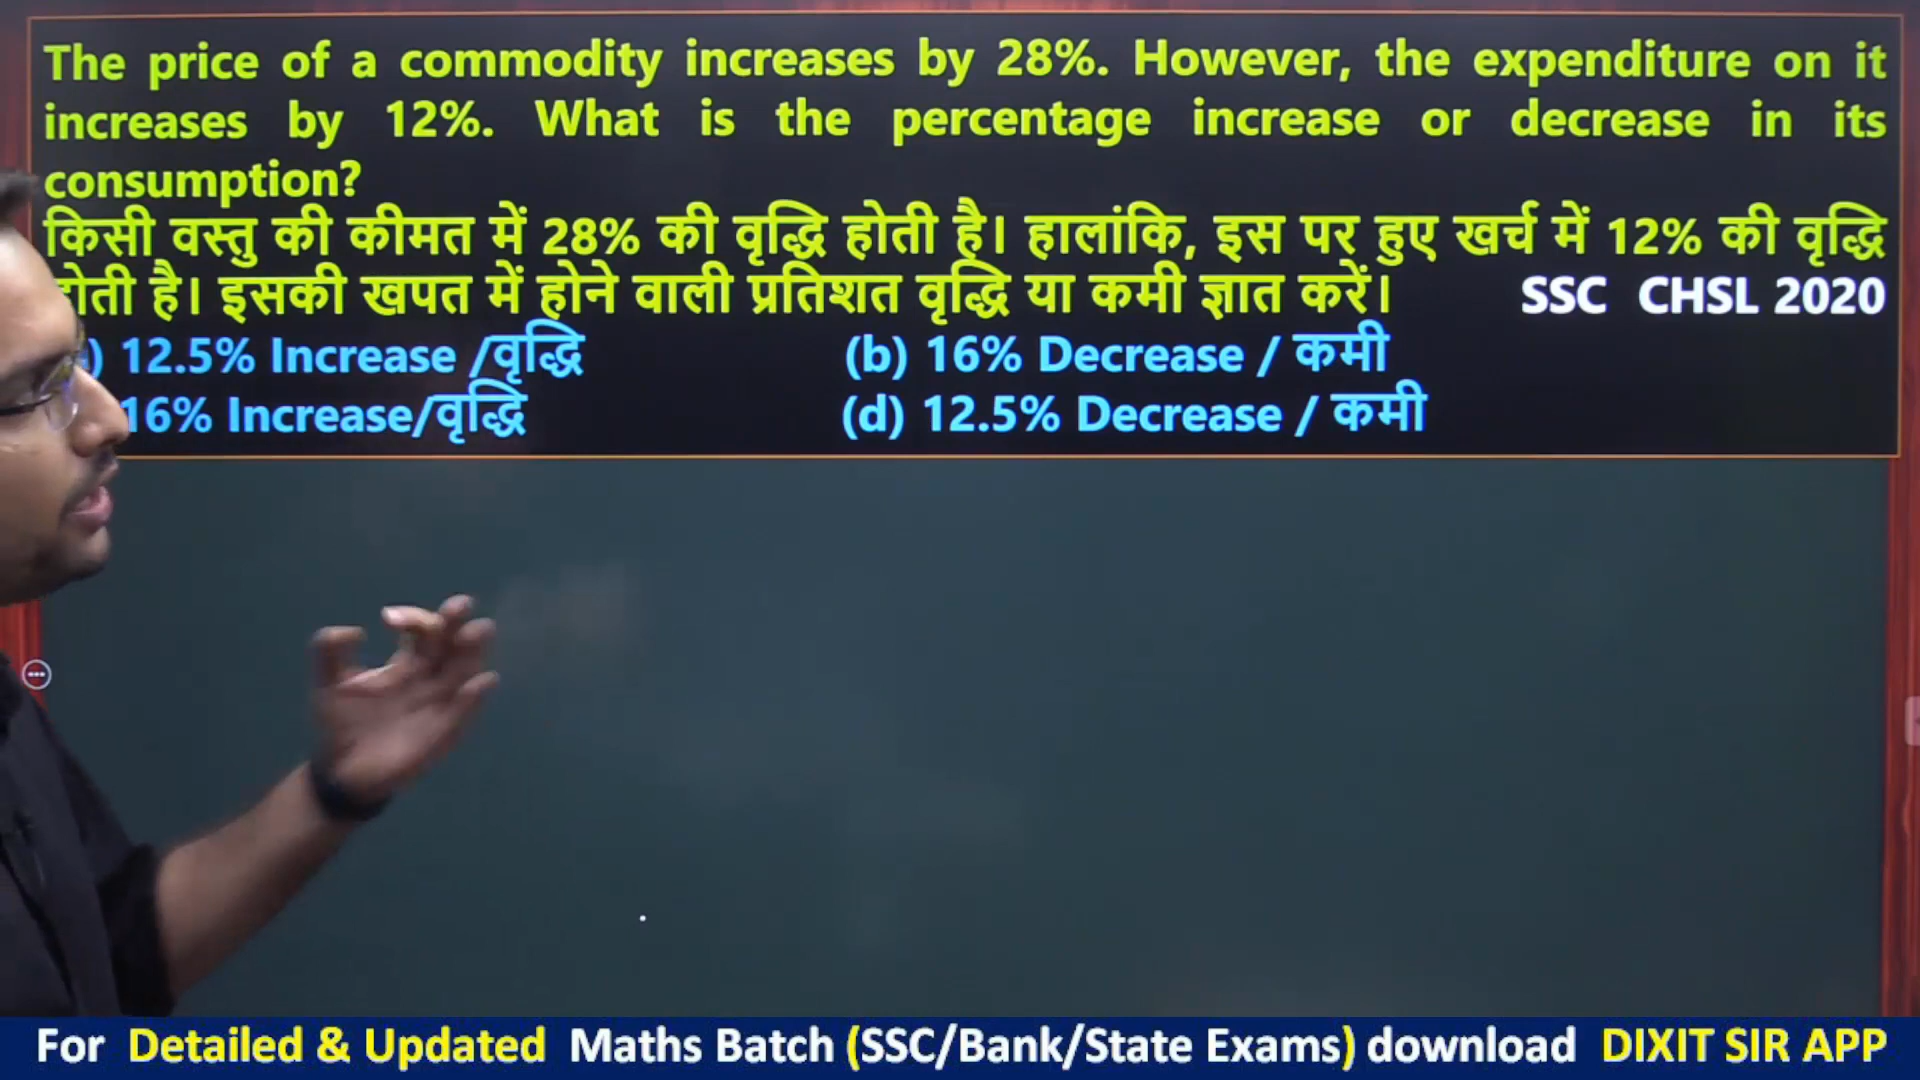 The price of a commodity increases by 28%. However, the expenditure on it
increases by 12%. What is the percentage increase or decrease in its
consumption?
किसी वस्तु की कीमत में 28% की वृद्धि होती है। हालांकि, इस पर हुए खर्च में 12% की वृद्धि
होती है। इसकी खपत में होने वाली प्रतिशत वृद्धि या कमी ज्ञात करें। SSC CHSL 2020
) 12.5% Increase /वृद्धि (b) 16% Decrease / कमी
16% Increase/वृद्धि (d) 12.5% Decrease / कमी
For Detailed & Updated Maths Batch (SSC/Bank/State Exams) download DIXIT SIR APP